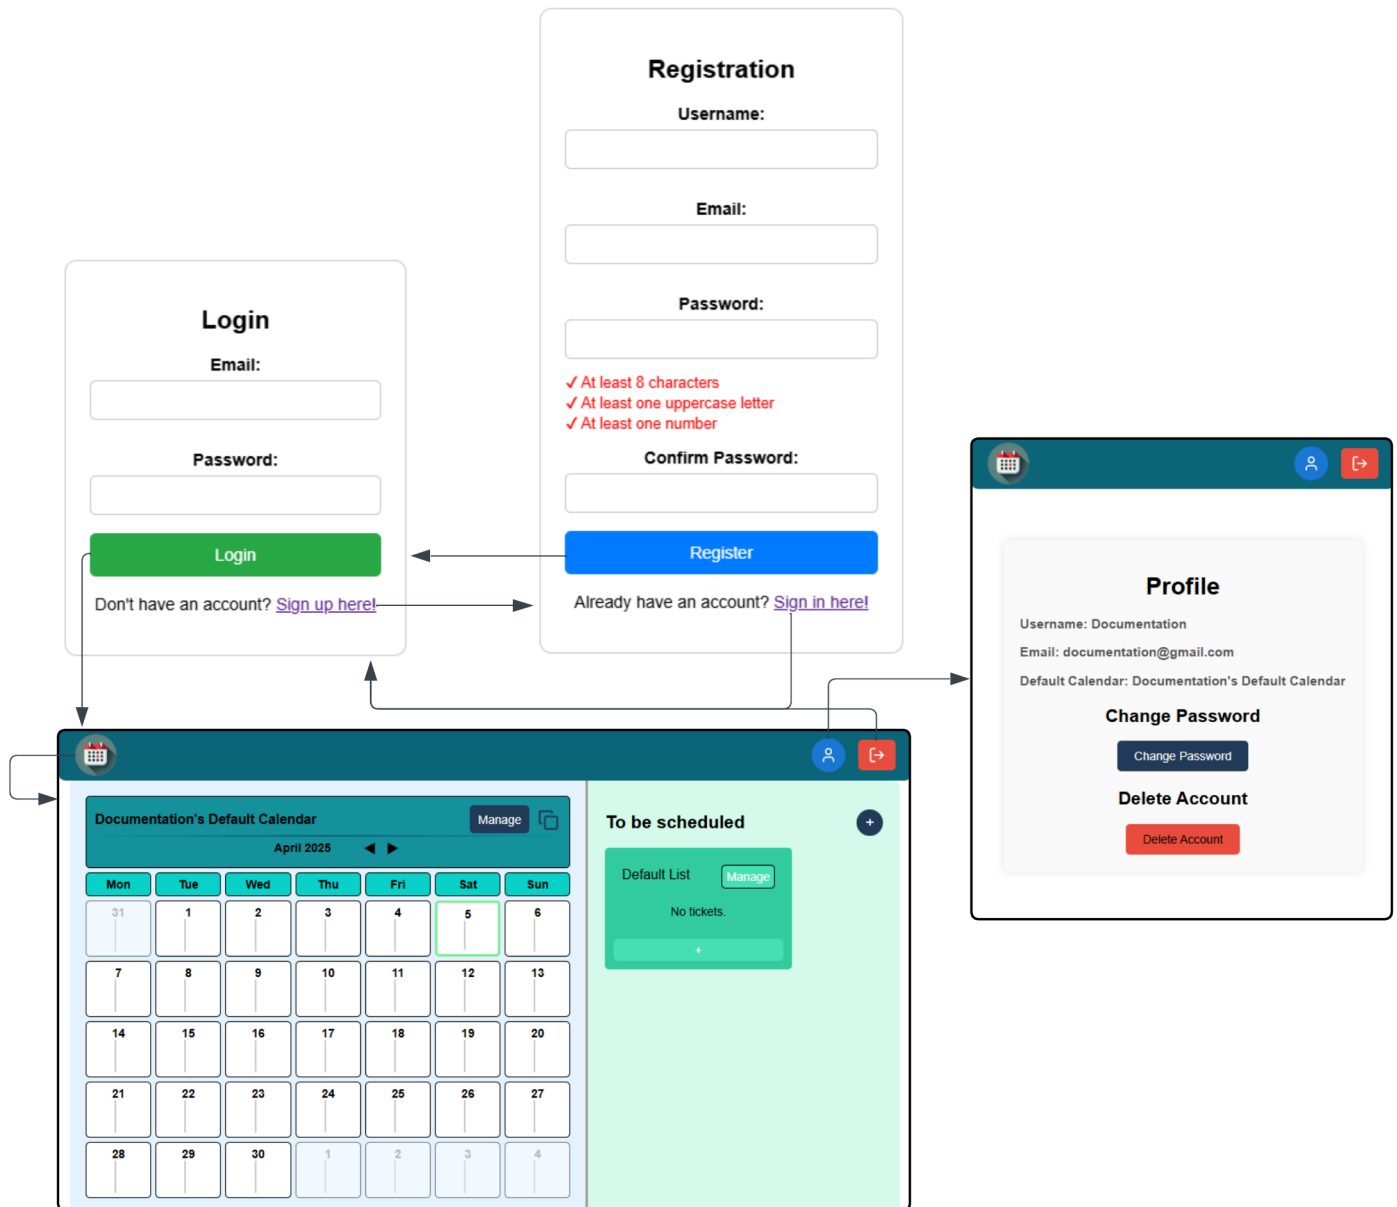 Registration
Username:
Email:
Password:
✓ At least 8 characters
✓ At least one uppercase letter
✓ At least one number
Confirm Password:
Register
Already have an account? Sign in here!
Login
Email:
Password:
Login
Don't have an account? Sign up here!
Profile
Username: Documentation
Email: documentation@gmail.com
Default Calendar: Documentation's Default Calendar
Change Password
Change Password
Delete Account
Delete Account
Documentation's Default Calendar Manage
April 2025 ◀ ▶
Mon Tue Wed Thu Fri Sat Sun
31 1 2 3 4 5 6
7 8 9 10 11 12 13
14 15 16 17 18 19 20
21 22 23 24 25 26 27
28 29 30 1 2 3 4
To be scheduled +
Default List Manage
No tickets.
+